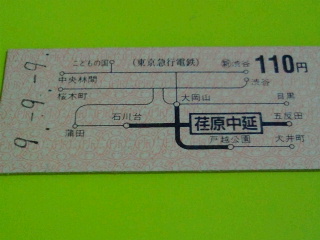 9.-9.-9.
こどもの国 (東京急行電鉄) 渋谷 110円
中央林間 渋谷
桜木町 大岡山 目黒
石川台 荏原中延 五反田
蒲田 戸越公園 大井町